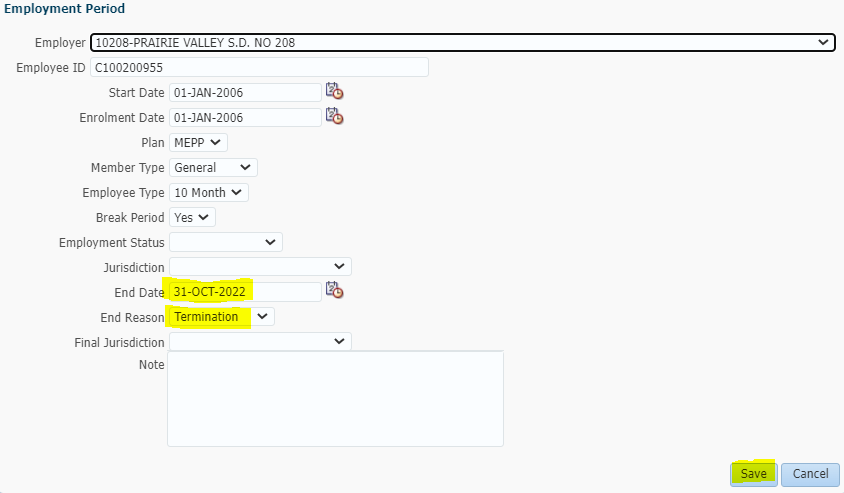 Employment Period
Employer 10208-PRAIRIE VALLEY S.D. NO 208
Employee ID C100200955
Start Date 01-JAN-2006
Enrolment Date 01-JAN-2006
Plan MEPP
Member Type General
Employee Type 10 Month
Break Period Yes
Employment Status
Jurisdiction
End Date 31-OCT-2022
End Reason Termination
Final Jurisdiction
Note
Save Cancel